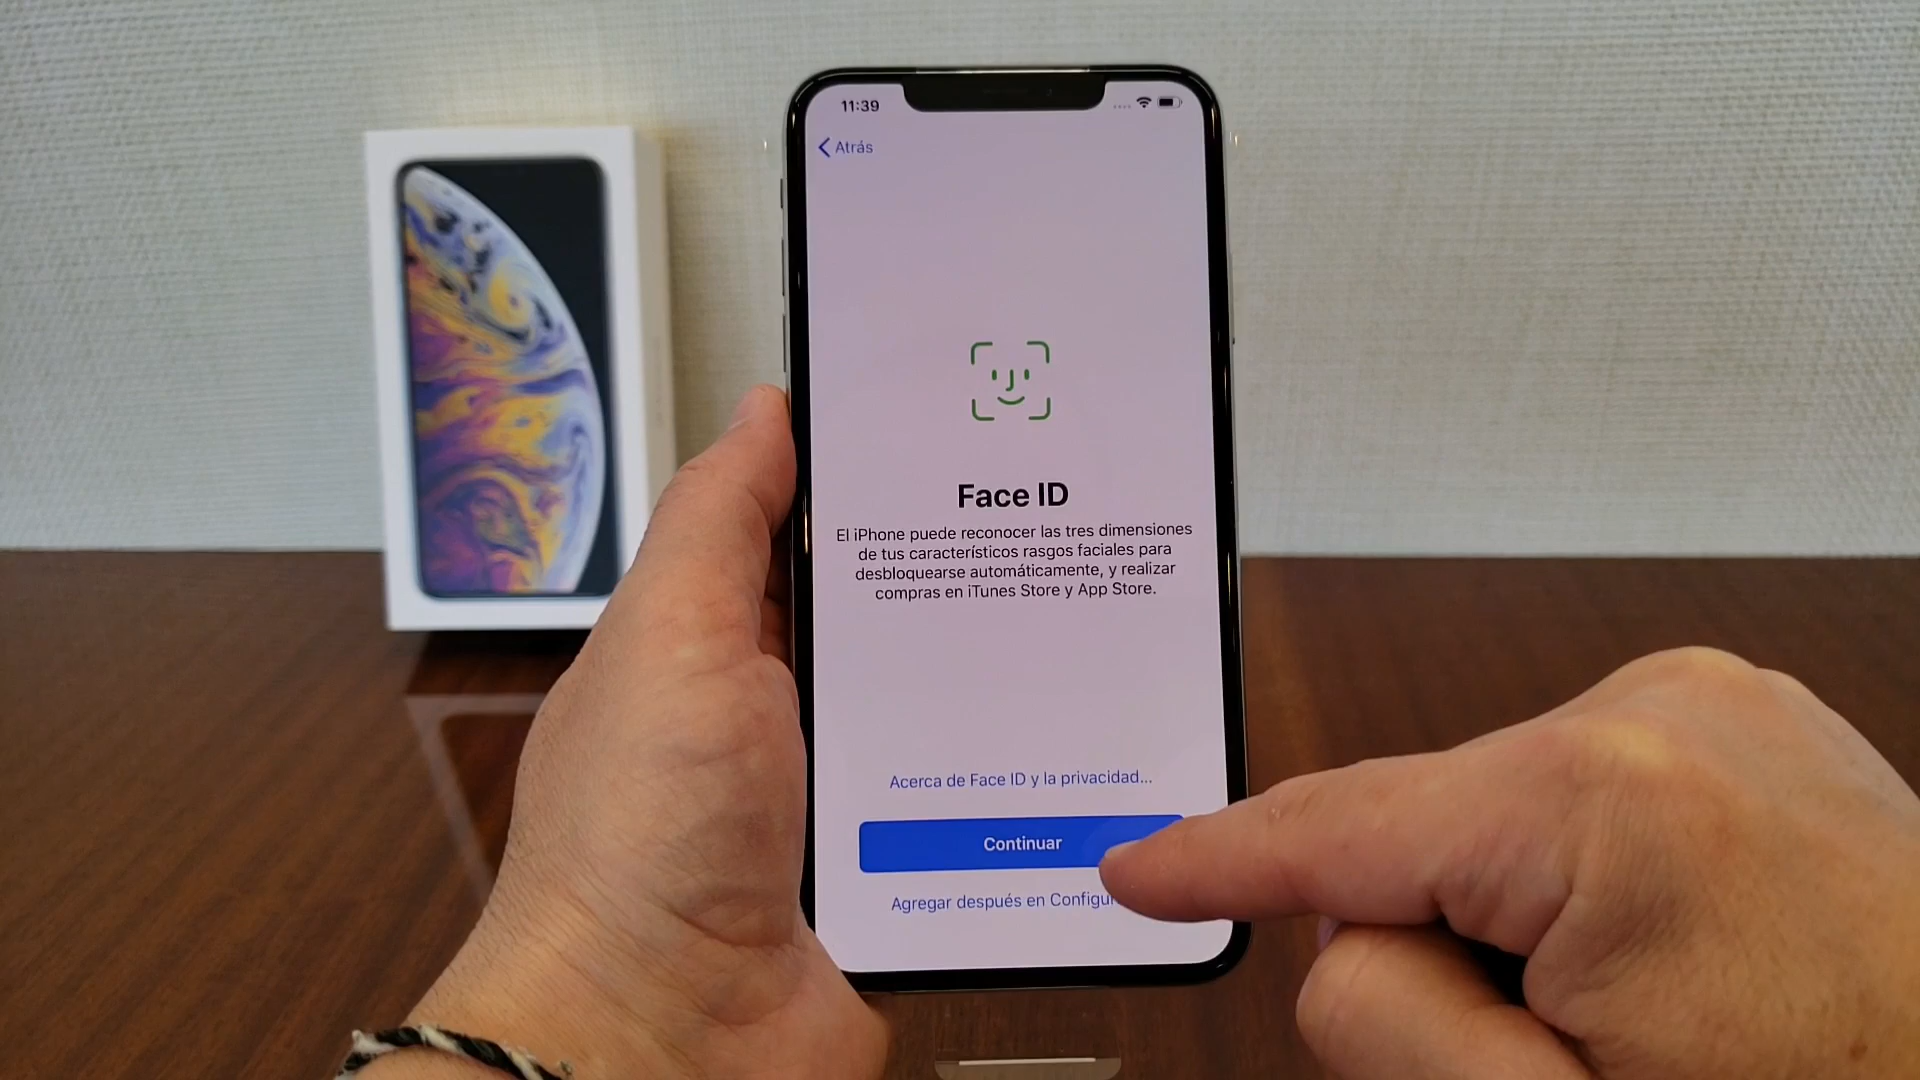 11:39
Atrás
Face ID
El iPhone puede reconocer las tres dimensiones
de tus característicos rasgos faciales para
desbloquearse automáticamente, y realizar
compras en iTunes Store y App Store.
Acerca de Face ID y la privacidad...
Continuar
Agregar después en